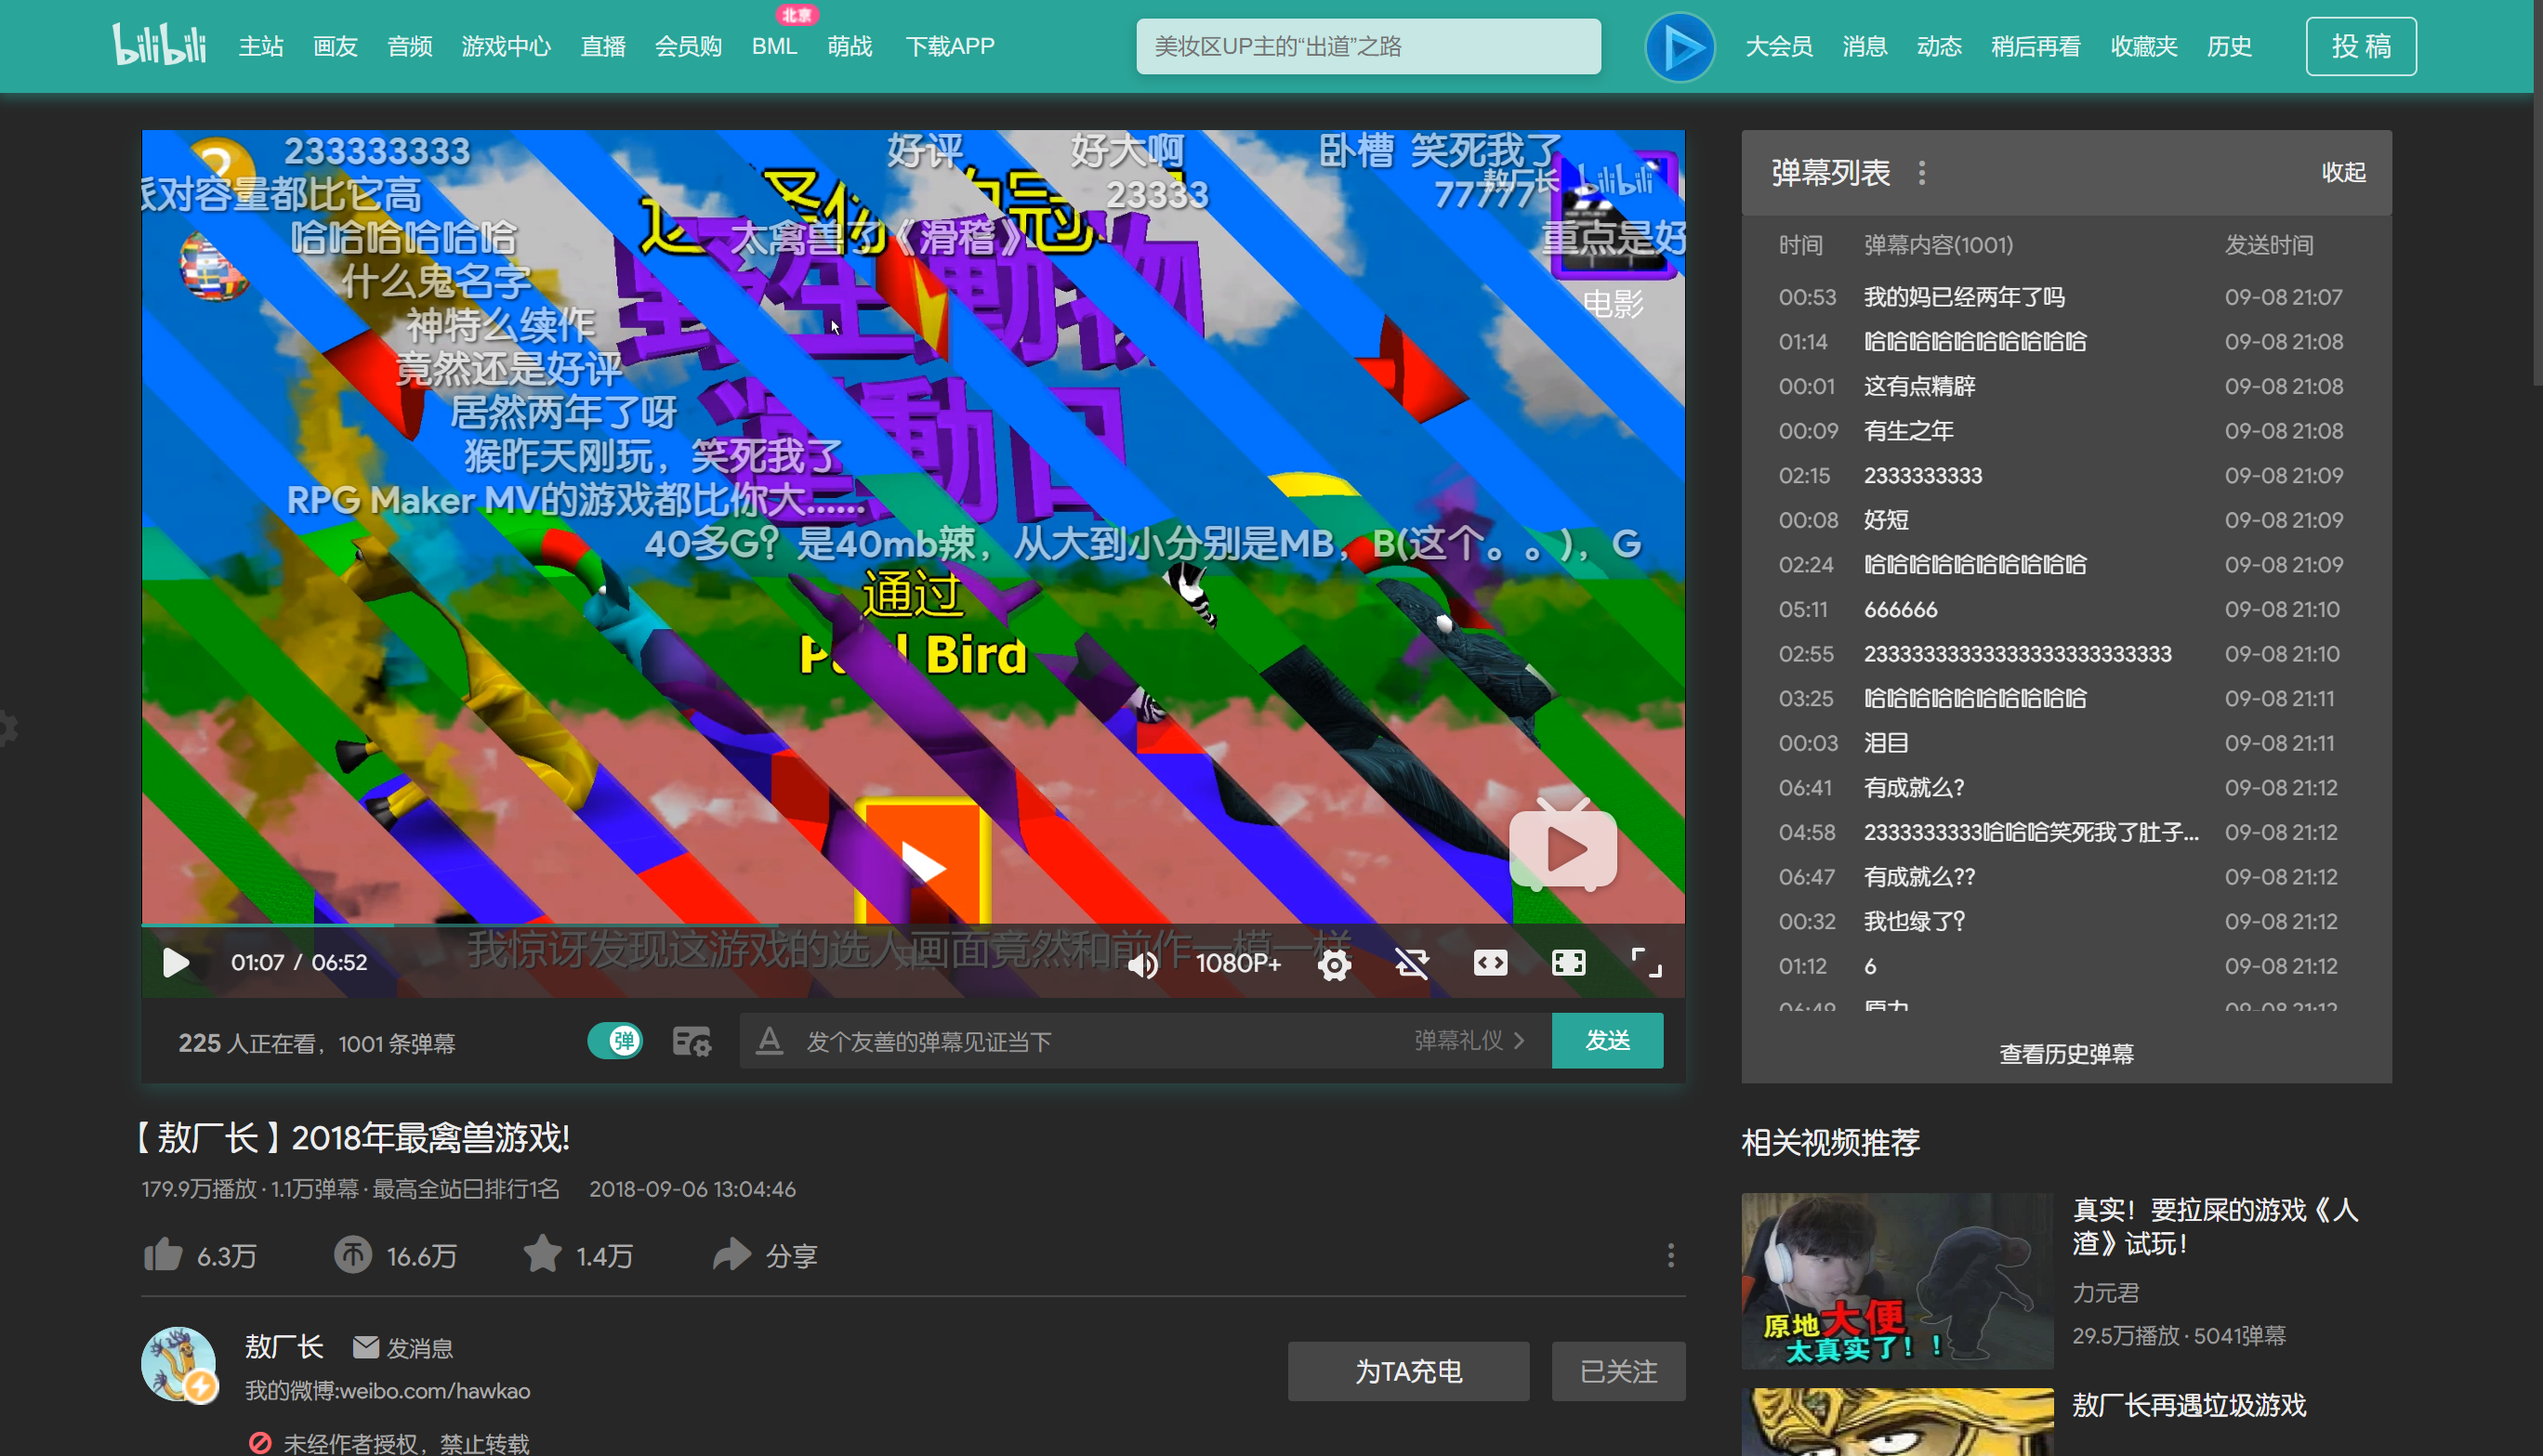 bilibili 主站 画友 音频 游戏中心 直播 会员购 BML 北京 萌战 下载APP
美妆区UP主的“出道”之路
大会员 消息 动态 稍后再看 收藏夹 历史 投稿
233333333 好评 好大啊 卧槽 笑死我了
派对容量都比它高 23333 77777 敖厂长 bilibili
哈哈哈哈哈哈 太禽兽了《滑稽》 重点是好
什么鬼名字
电影
神特么续作
竟然还是好评
居然两年了呀
猴昨天刚玩，笑死我了
RPG Maker MV的游戏都比你大......
40多G？是40mb辣，从大到小分别是MB，B(这个。。)，G
野生動物
運動日
通过
Bird
我惊讶发现这游戏的选人画面竟然和前作一模一样
01:07 / 06:52 1080P+
225 人正在看，1001 条弹幕 弹 发个友善的弹幕见证当下 弹幕礼仪 发送
弹幕列表 收起
时间 弹幕内容(1001) 发送时间
00:53 我的妈已经两年了吗 09-08 21:07
01:14 哈哈哈哈哈哈哈哈哈哈 09-08 21:08
00:01 这有点精辟 09-08 21:08
00:09 有生之年 09-08 21:08
02:15 2333333333 09-08 21:09
00:08 好短 09-08 21:09
02:24 哈哈哈哈哈哈哈哈哈哈 09-08 21:09
05:11 666666 09-08 21:10
02:55 23333333333333333333333333 09-08 21:10
03:25 哈哈哈哈哈哈哈哈哈哈 09-08 21:11
00:03 泪目 09-08 21:11
06:41 有成就么? 09-08 21:12
04:58 2333333333哈哈哈笑死我了肚子... 09-08 21:12
06:47 有成就么?? 09-08 21:12
00:32 我也绿了？ 09-08 21:12
01:12 6 09-08 21:12
06:49 原力 09-08 21:12
查看历史弹幕
【敖厂长】2018年最禽兽游戏!
179.9万播放 · 1.1万弹幕 · 最高全站日排行1名 2018-09-06 13:04:46
6.3万 16.6万 1.4万 分享
敖厂长 发消息
我的微博:weibo.com/hawkao
为TA充电 已关注
未经作者授权，禁止转载
相关视频推荐
原地大便
太真实了！！
真实！要拉屎的游戏《人
渣》试玩！
力元君
29.5万播放 · 5041弹幕
敖厂长再遇垃圾游戏